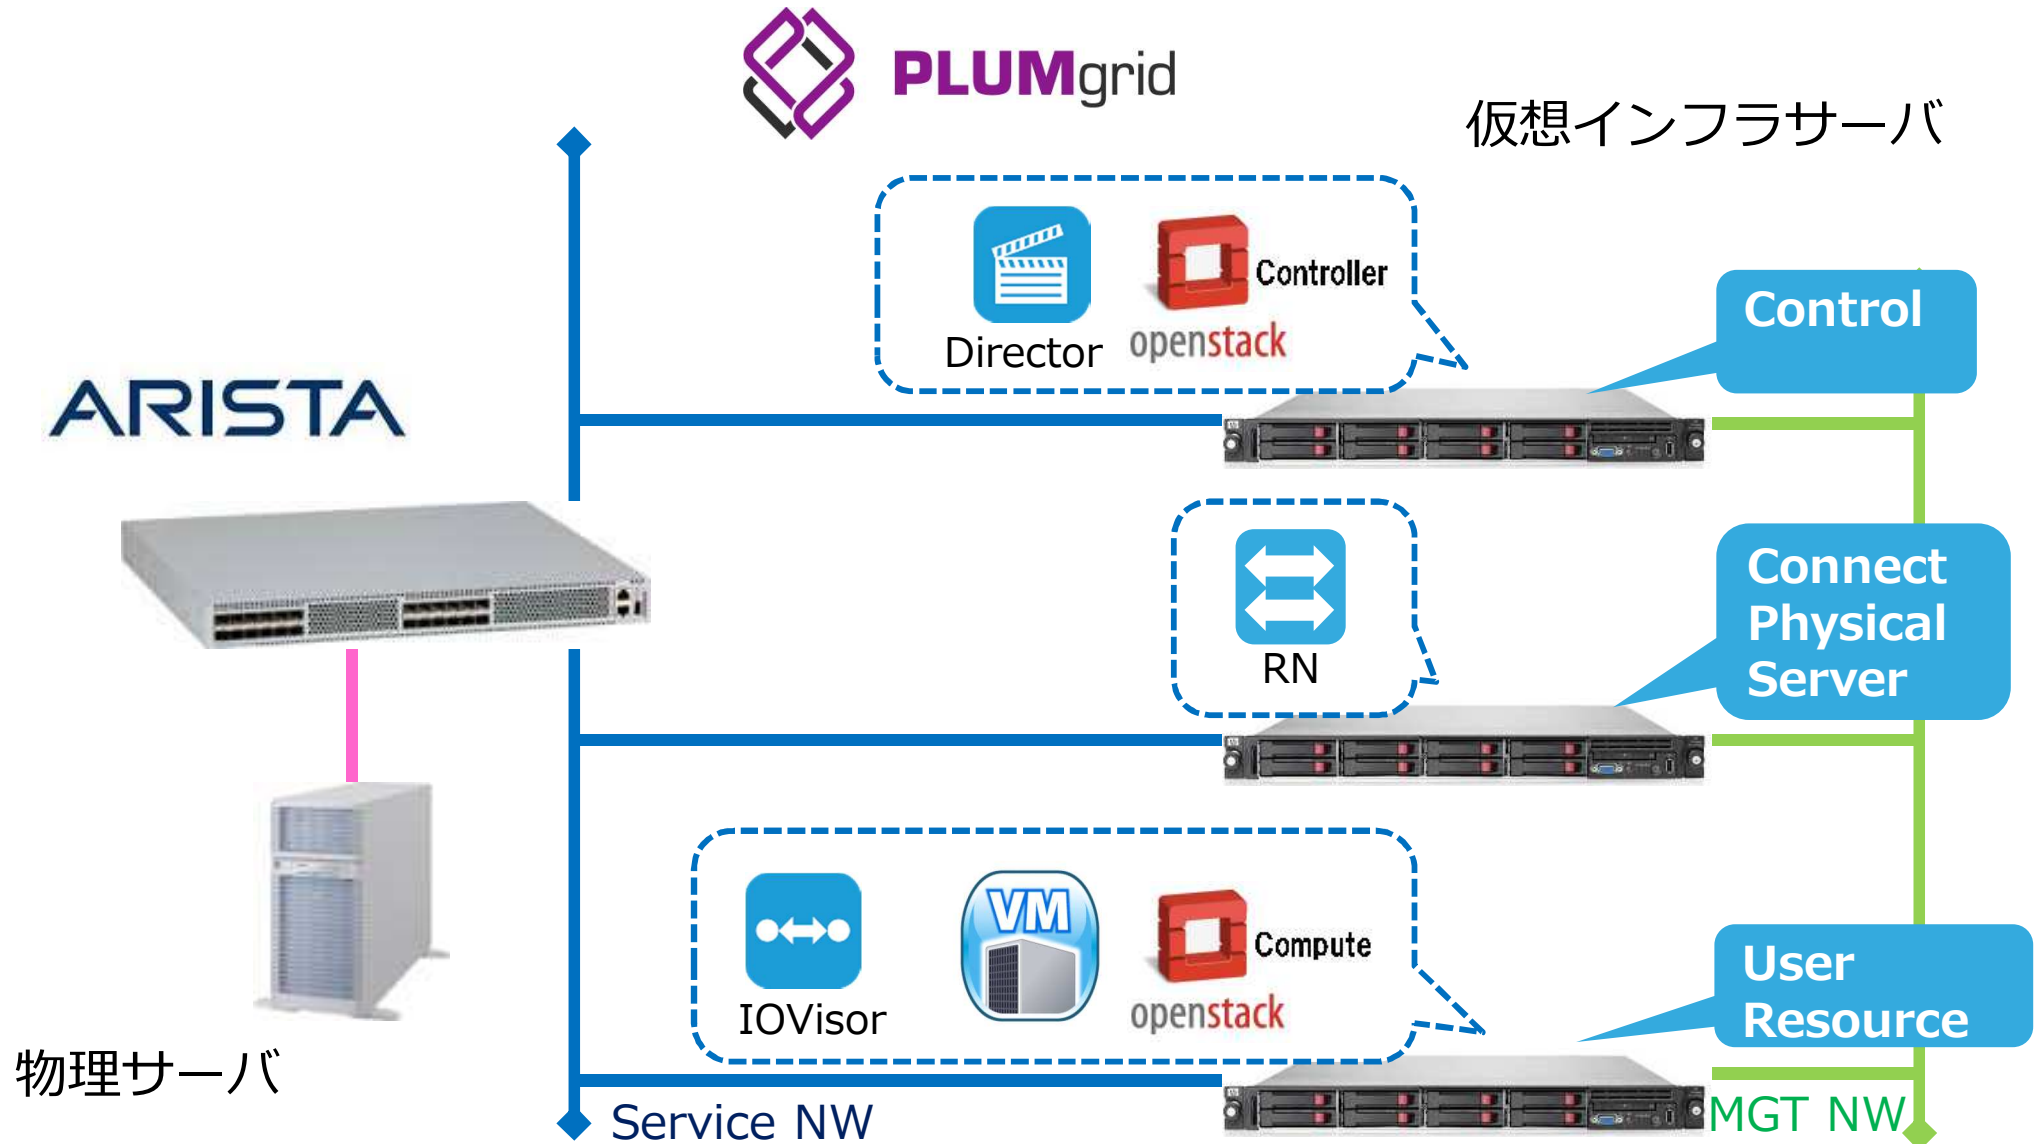 PLUMgrid
仮想インフラサーバ
Controller
openstack
Director
Control
ARISTA
RN
Connect
Physical
Server
VM
Compute
openstack
IOVisor
User
Resource
物理サーバ
Service NW
MGT NW